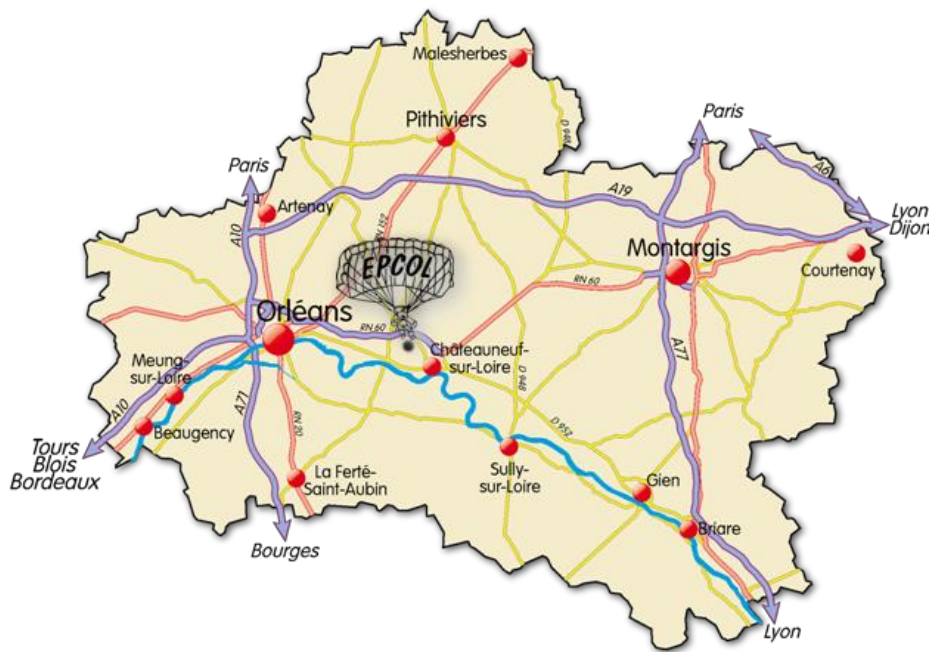 Malesherbes
Pithiviers
D 948
Paris
A6
Paris
A19
Artenay
A10
RN 152
Lyon
Dijon
EPCOL
Montargis
Courtenay
RN 60
Orléans
RN 60
Châteauneuf-
sur-Loire
Meung-
sur-Loire
A77
D 948
A10
A71
Beaugency
RN 20
D 952
Tours
Blois
Bordeaux
La Ferté-
Saint-Aubin
Sully-
sur-Loire
Gien
Briare
Bourges
Lyon